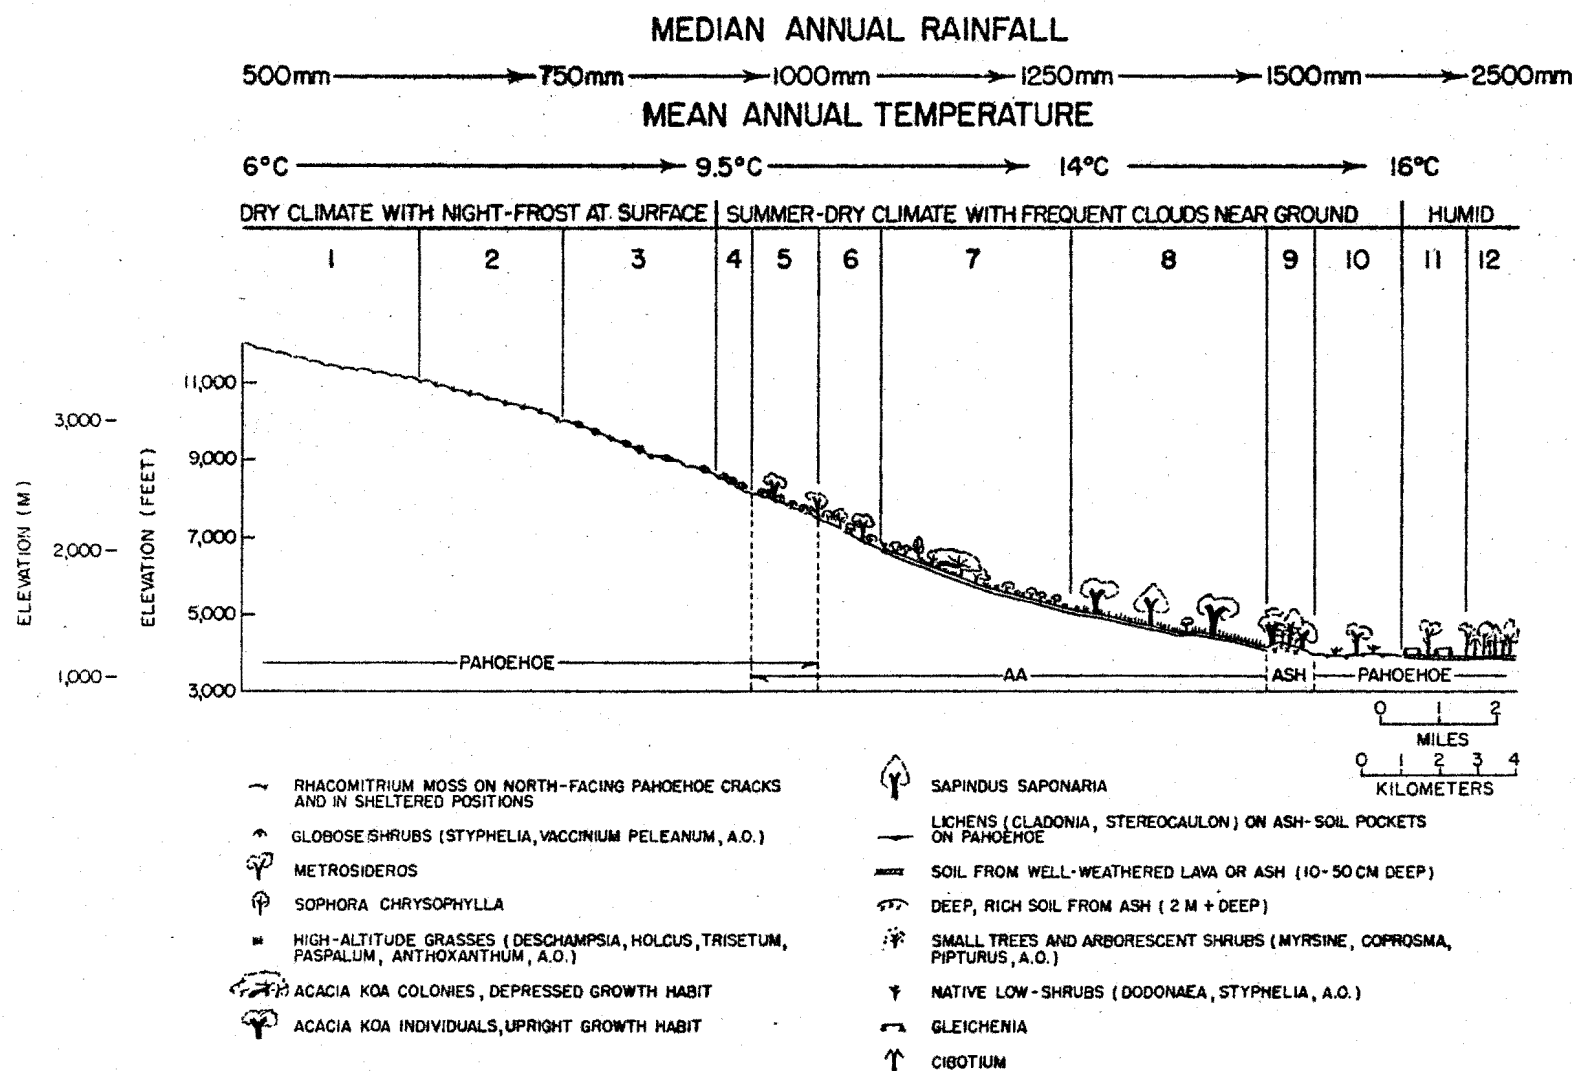 MEDIAN ANNUAL RAINFALL
500mm 750mm 1000mm 1250mm 1500mm 2500mm
MEAN ANNUAL TEMPERATURE
6°C 9.5°C 14°C 16°C
DRY CLIMATE WITH NIGHT-FROST AT SURFACE SUMMER-DRY CLIMATE WITH FREQUENT CLOUDS NEAR GROUND HUMID
1 2 3 4 5 6 7 8 9 10 11 12
ELEVATION (M)
3,000
2,000
1,000
ELEVATION (FEET)
11,000
9,000
7,000
5,000
3,000
PAHOEHOE AA ASH PAHOEHOE
0 1 2
MILES
0 1 2 3 4
KILOMETERS
RHACOMITRIUM MOSS ON NORTH-FACING PAHOEHOE CRACKS
AND IN SHELTERED POSITIONS
GLOBOSE SHRUBS (STYPHELIA, VACCINIUM PELEANUM, A.O.)
METROSIDEROS
SOPHORA CHRYSOPHYLLA
HIGH-ALTITUDE GRASSES (DESCHAMPSIA, HOLCUS, TRISETUM,
PASPALUM, ANTHOXANTHUM, A.O.)
ACACIA KOA COLONIES, DEPRESSED GROWTH HABIT
ACACIA KOA INDIVIDUALS, UPRIGHT GROWTH HABIT
SAPINDUS SAPONARIA
LICHENS (CLADONIA, STEREOCAULON) ON ASH-SOIL POCKETS
ON PAHOEHOE
SOIL FROM WELL-WEATHERED LAVA OR ASH (10-50 CM DEEP)
DEEP, RICH SOIL FROM ASH (2 M + DEEP)
SMALL TREES AND ARBORESCENT SHRUBS (MYRSINE, COPROSMA,
PIPTURUS, A.O.)
NATIVE LOW-SHRUBS (DODONAEA, STYPHELIA, A.O.)
GLEICHENIA
CIBOTIUM